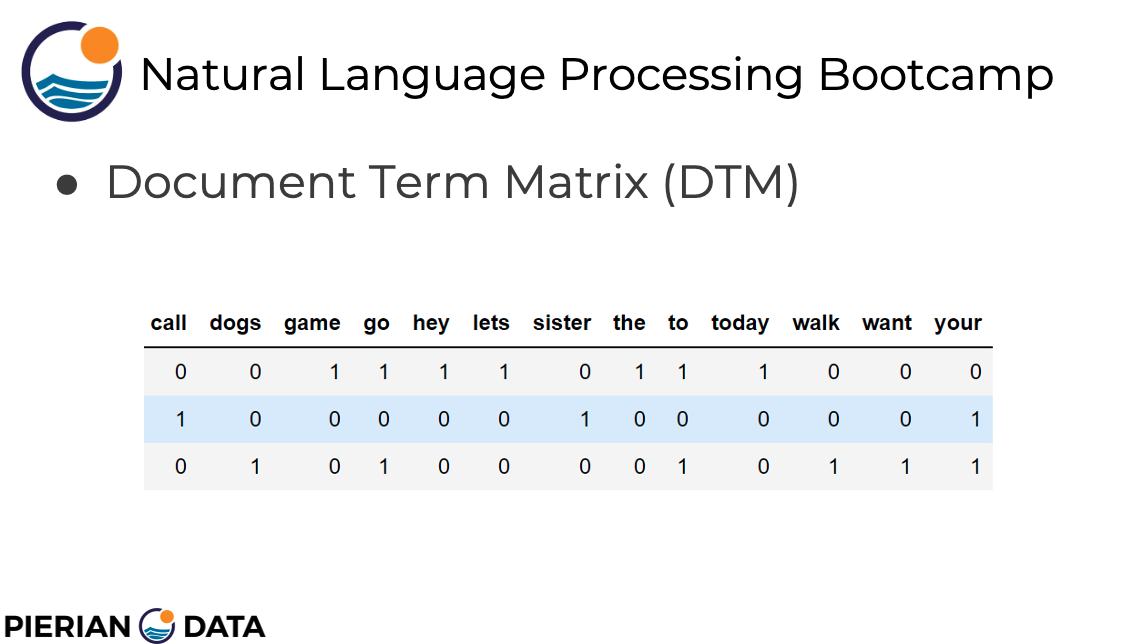 Natural Language Processing Bootcamp
● Document Term Matrix (DTM)
call dogs game go hey lets sister the to today walk want your
0 0 1 1 1 1 0 1 1 1 0 0 0
1 0 0 0 0 0 1 0 0 0 0 0 1
0 1 0 1 0 0 0 0 1 0 1 1 1
PIERIAN DATA